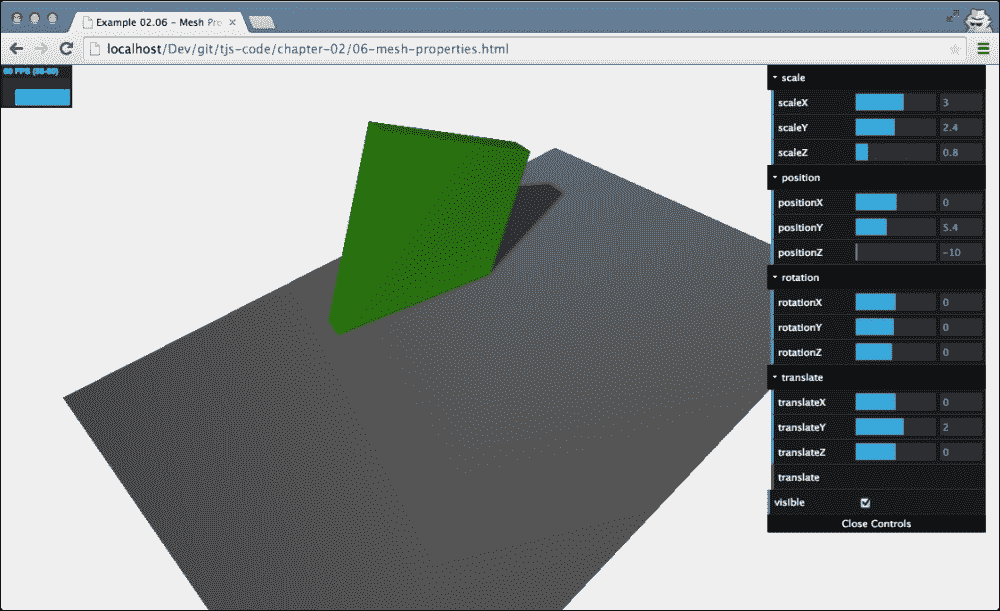 Example 02.06 - Mesh Pro
localhost/Dev/git/tjs-code/chapter-02/06-mesh-properties.html
60 FPS (58-60)
scale
scaleX 3
scaleY 2.4
scaleZ 0.8
position
positionX 0
positionY 5.4
positionZ -10
rotation
rotationX 0
rotationY 0
rotationZ 0
translate
translateX 0
translateY 2
translateZ 0
translate
visible
Close Controls